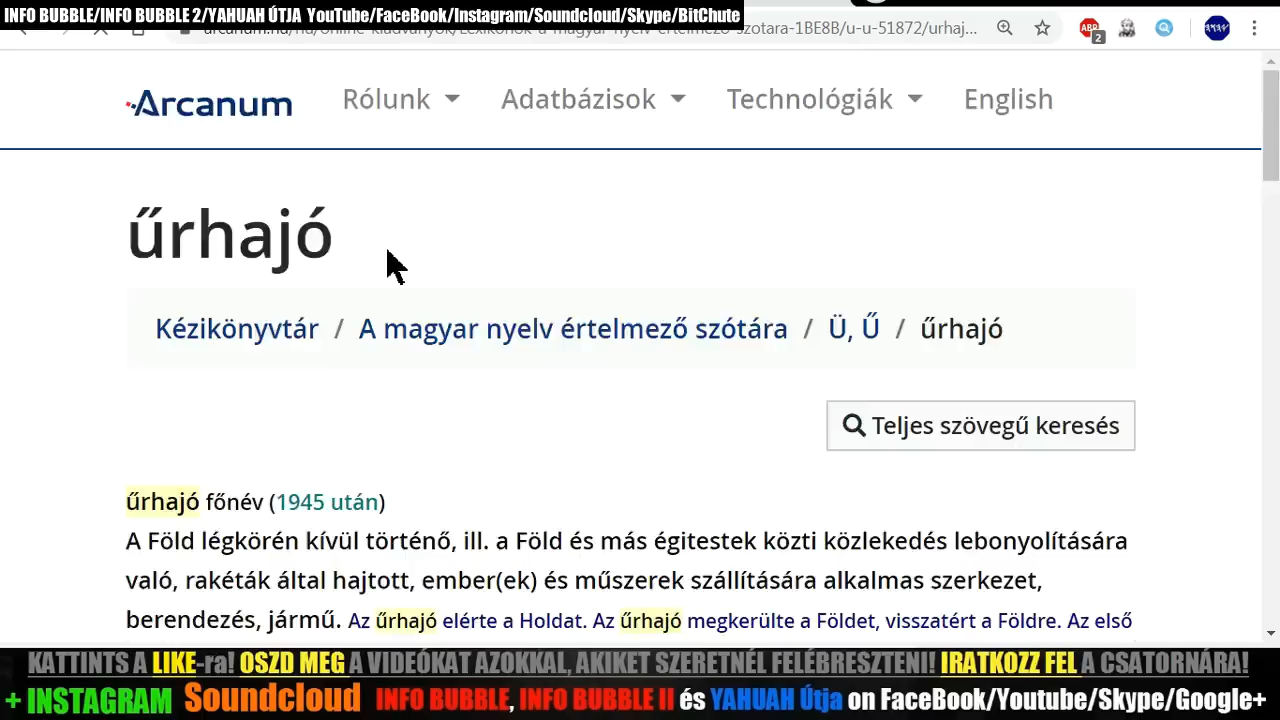 INFO BUBBLE/INFO BUBBLE 2/YAHUAH ÚTJA YouTube/FaceBook/Instagram/Soundcloud/Skype/BitChute
Arcanum
Rólunk
Adatbázisok
Technológiák
English
űrhajó
Kézikönyvtár / A magyar nyelv értelmező szótára / Ü, Ű / űrhajó
Teljes szövegű keresés
űrhajó főnév (1945 után)
A Föld légkörén kívül történő, ill. a Föld és más égitestek közti közlekedés lebonyolítására
való, rakéták által hajtott, ember(ek) és műszerek szállítására alkalmas szerkezet,
berendezés, jármű. Az űrhajó elérte a Holdat. Az űrhajó megkerülte a Földet, visszatért a Földre. Az első
KATTINTS A LIKE-ra! OSZD MEG A VIDEÓKAT AZOKKAL, AKIKET SZERETNÉL FELÉBRESZTENI! IRATKOZZ FEL A CSATORNÁRA!
+ INSTAGRAM Soundcloud INFO BUBBLE, INFO BUBBLE II és YAHUAH Útja on FaceBook/Youtube/Skype/Google+